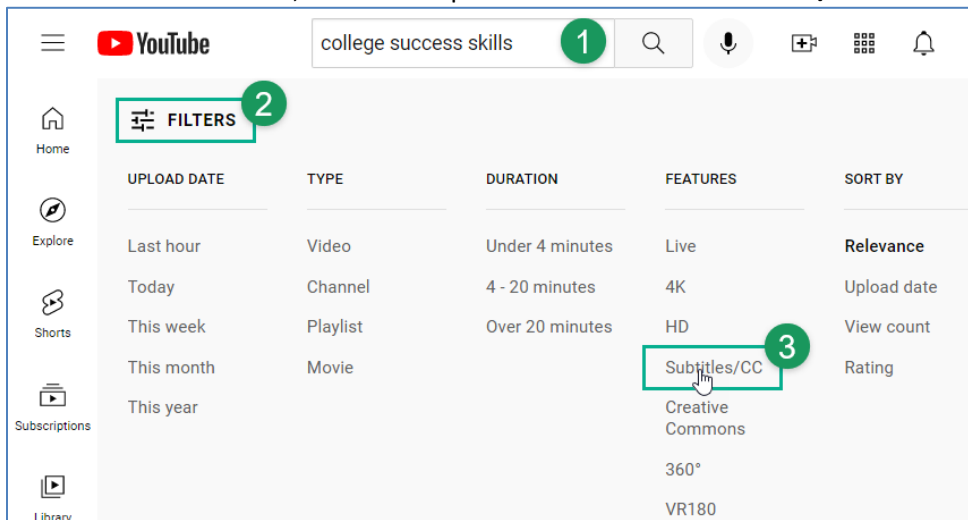 YouTube
college success skills
1
2
FILTERS
Home
Explore
Shorts
Subscriptions
Library
UPLOAD DATE
Last hour
Today
This week
This month
This year
TYPE
Video
Channel
Playlist
Movie
DURATION
Under 4 minutes
4 - 20 minutes
Over 20 minutes
FEATURES
Live
4K
HD
3
Subtitles/CC
Creative
Commons
360°
VR180
SORT BY
Relevance
Upload date
View count
Rating